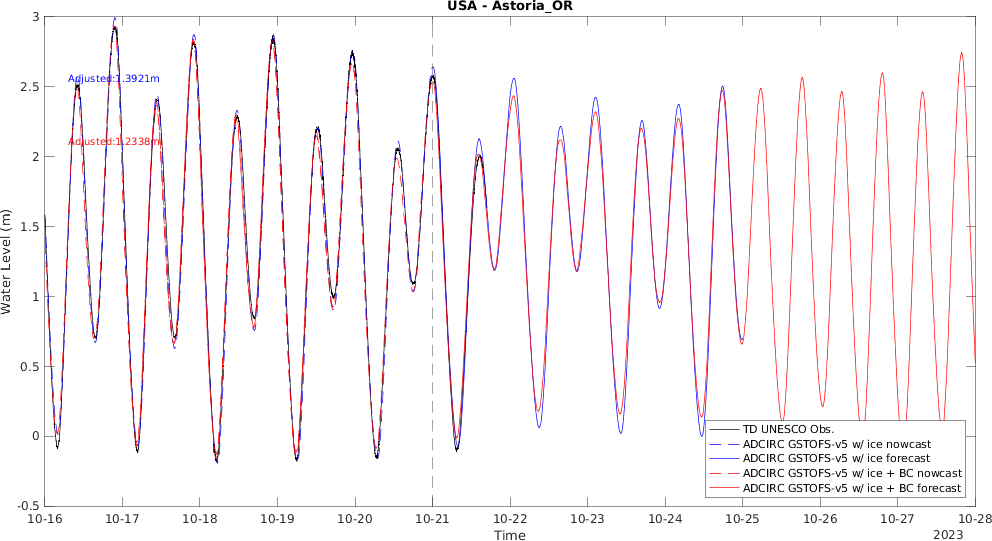 USA - Astoria_OR
3
2.5
2
1.5
1
0.5
0
-0.5
Water Level (m)
Adjusted:1.3921m
Adjusted:1.2338m
TD UNESCO Obs.
ADCIRC GSTOFS-v5 w/ ice nowcast
ADCIRC GSTOFS-v5 w/ ice forecast
ADCIRC GSTOFS-v5 w/ ice + BC nowcast
ADCIRC GSTOFS-v5 w/ ice + BC forecast
10-16 10-17 10-18 10-19 10-20 10-21 10-22 10-23 10-24 10-25 10-26 10-27 10-28
Time
2023